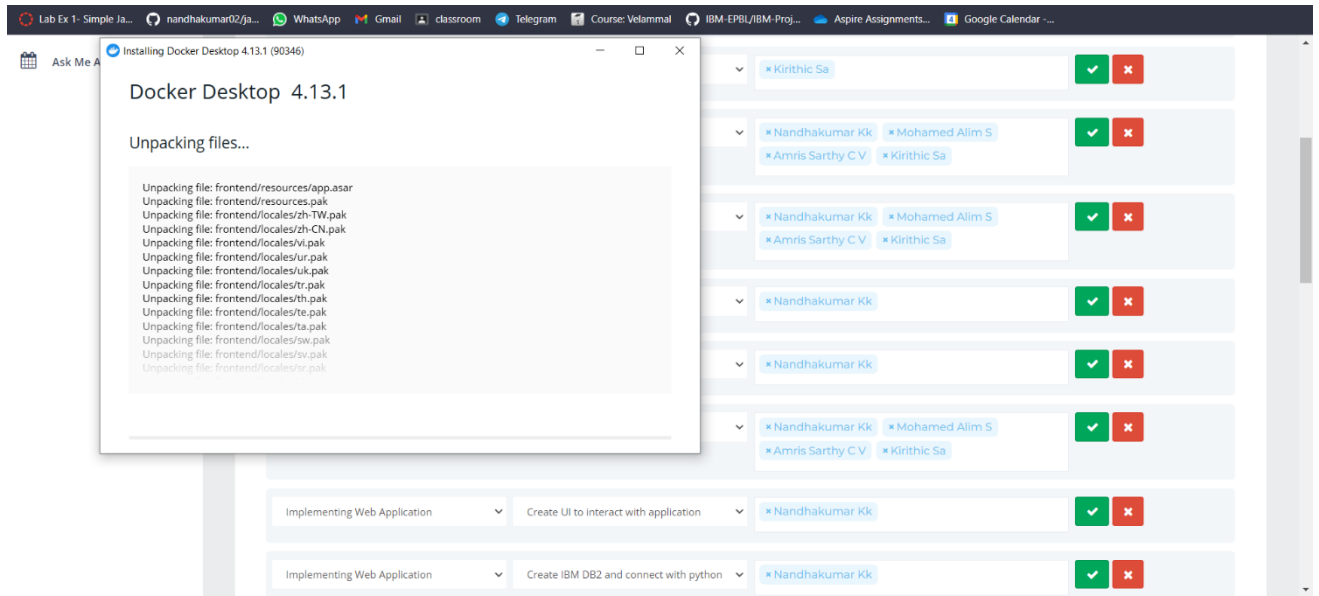 Lab Ex 1- Simple Ja... nandhakumar02/ja... WhatsApp Gmail classroom Telegram Course: Velammal IBM-EPBL/IBM-Proj... Aspire Assignments... Google Calendar -...
Ask Me A
Installing Docker Desktop 4.13.1 (90346)
Docker Desktop 4.13.1
Unpacking files...
Unpacking file: frontend/resources/app.asar
Unpacking file: frontend/resources.pak
Unpacking file: frontend/locales/zh-TW.pak
Unpacking file: frontend/locales/zh-CN.pak
Unpacking file: frontend/locales/vi.pak
Unpacking file: frontend/locales/ur.pak
Unpacking file: frontend/locales/uk.pak
Unpacking file: frontend/locales/tr.pak
Unpacking file: frontend/locales/th.pak
Unpacking file: frontend/locales/te.pak
Unpacking file: frontend/locales/ta.pak
Unpacking file: frontend/locales/sw.pak
Unpacking file: frontend/locales/sv.pak
Unpacking file: frontend/locales/sr.pak
× Kirithic Sa
× Nandhakumar Kk × Mohamed Alim S
× Amris Sarthy C V × Kirithic Sa
× Nandhakumar Kk × Mohamed Alim S
× Amris Sarthy C V × Kirithic Sa
× Nandhakumar Kk
× Nandhakumar Kk
× Nandhakumar Kk × Mohamed Alim S
× Amris Sarthy C V × Kirithic Sa
Implementing Web Application Create UI to interact with application × Nandhakumar Kk
Implementing Web Application Create IBM DB2 and connect with python × Nandhakumar Kk